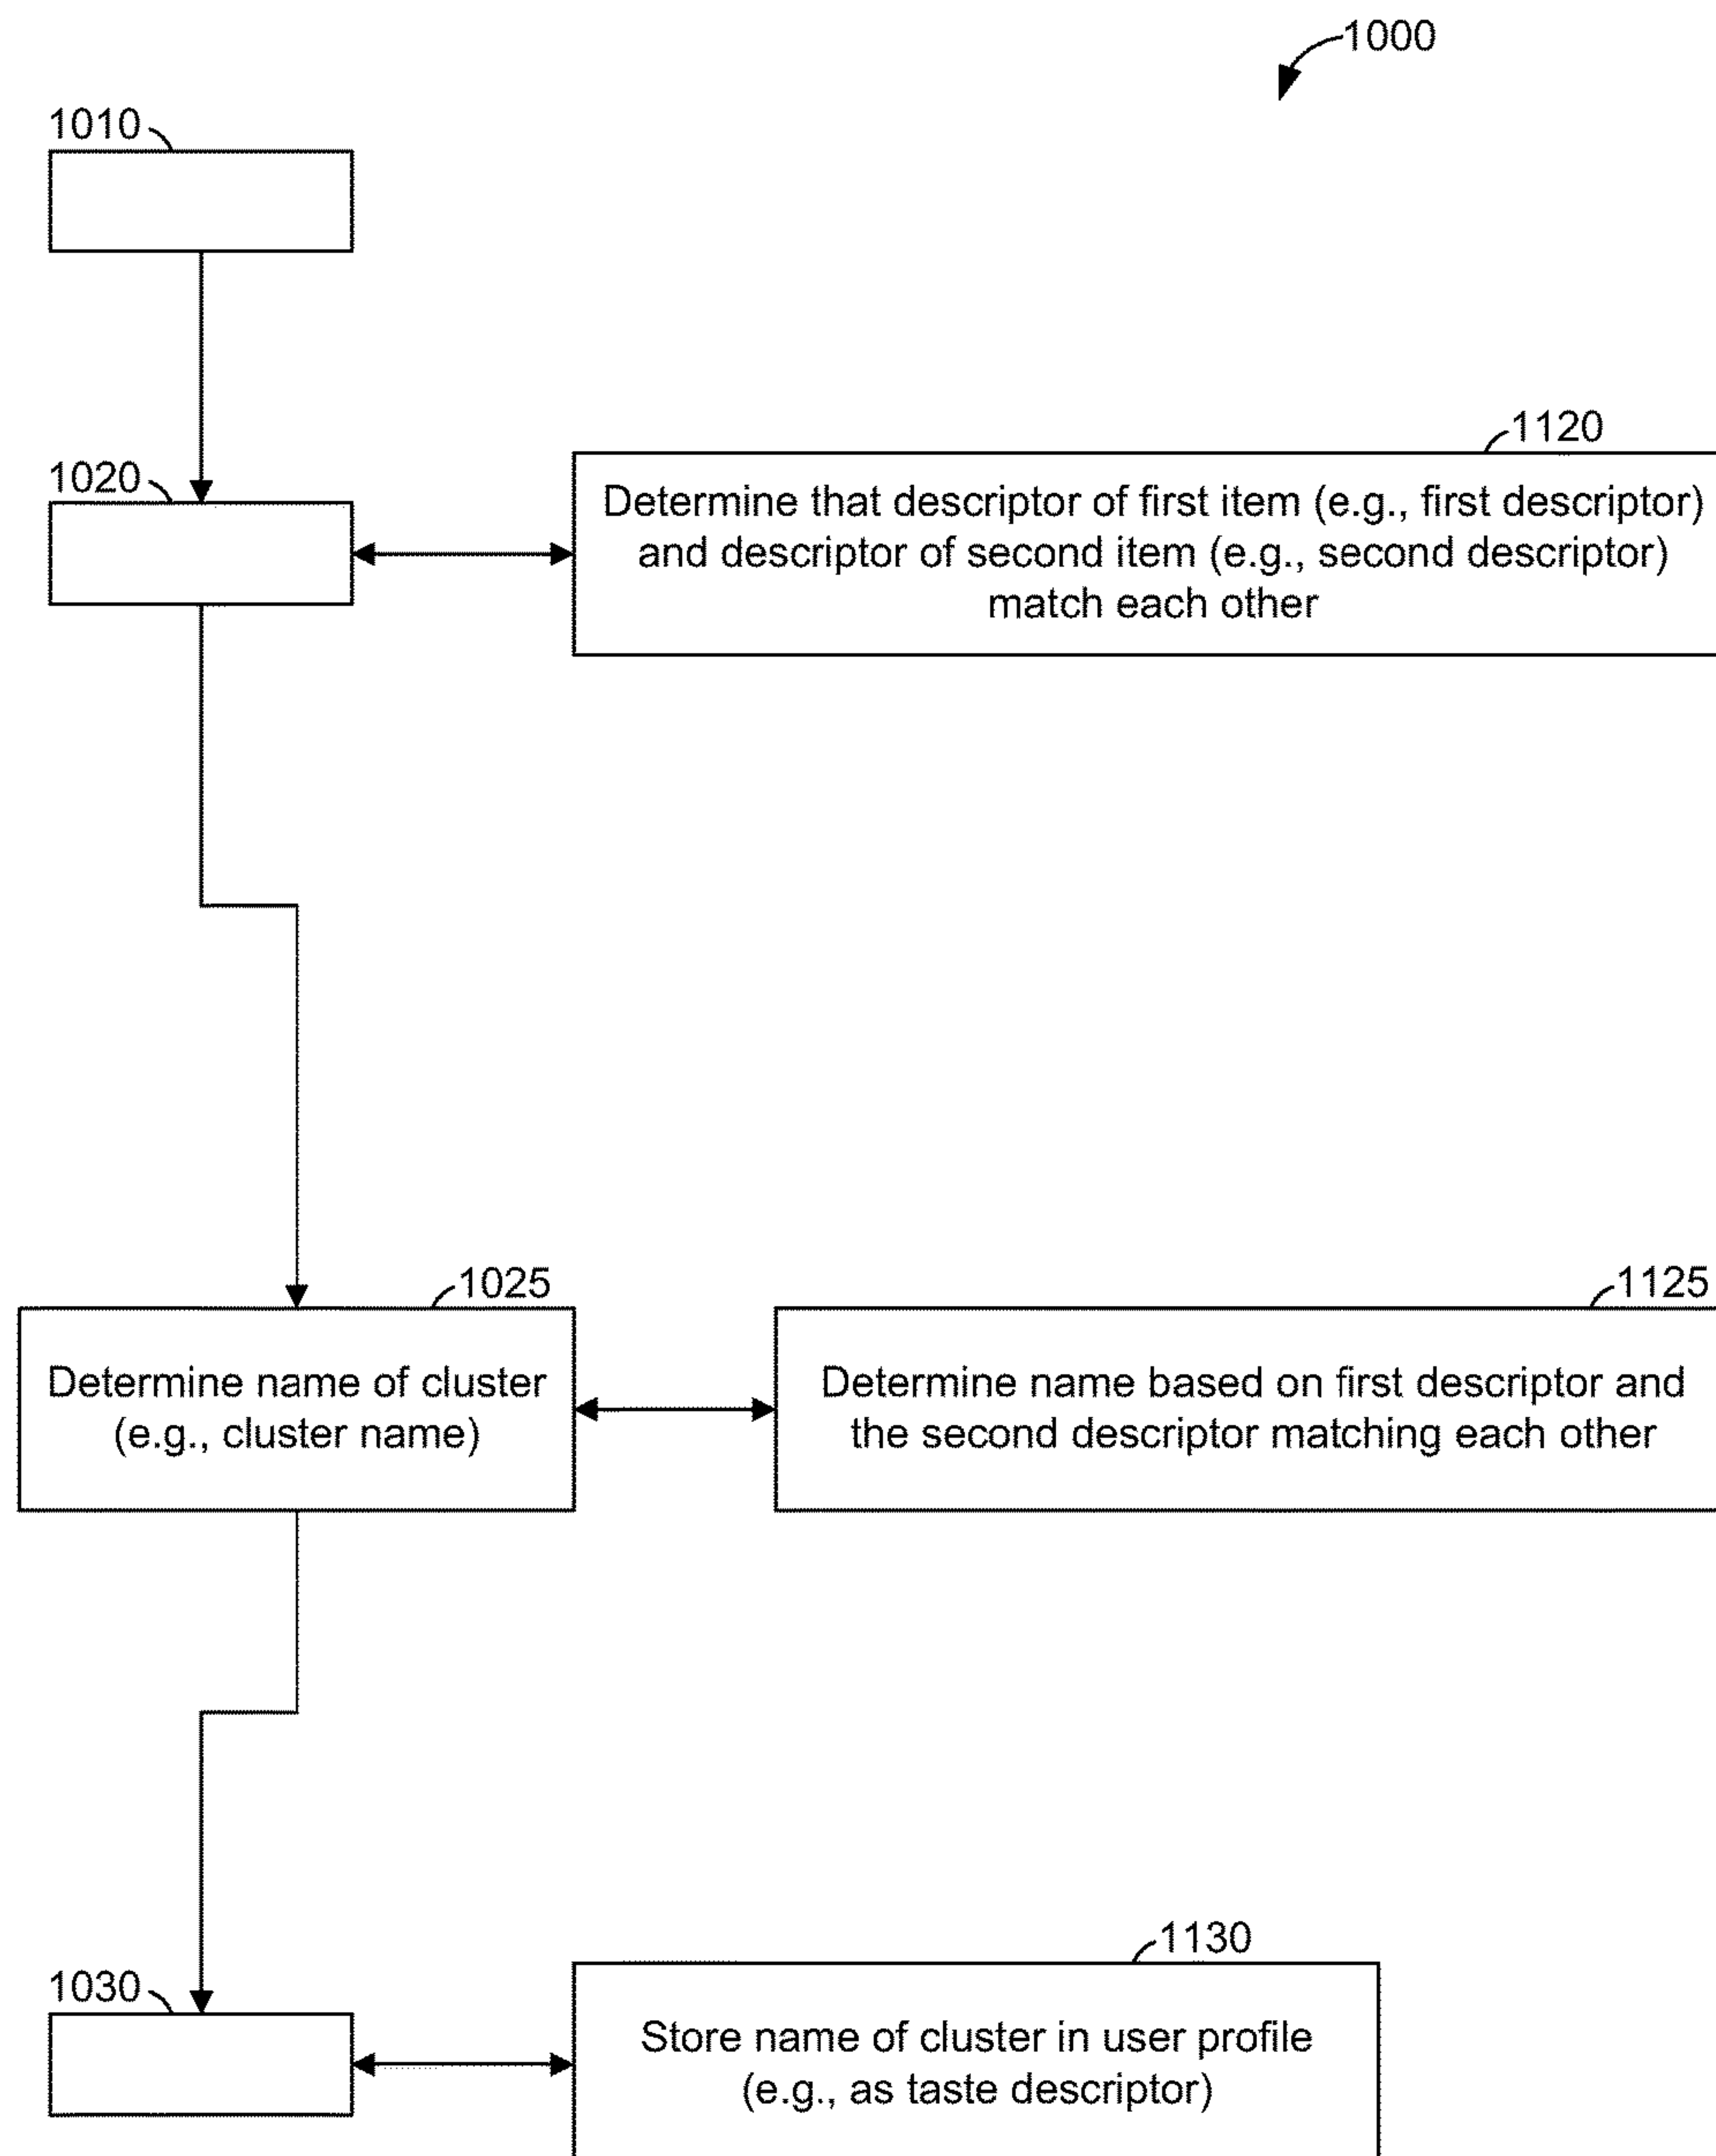 1000
1010
1020
1120
Determine that descriptor of first item (e.g., first descriptor)
and descriptor of second item (e.g., second descriptor)
match each other
1025
Determine name of cluster
(e.g., cluster name)
1125
Determine name based on first descriptor and
the second descriptor matching each other
1030
1130
Store name of cluster in user profile
(e.g., as taste descriptor)